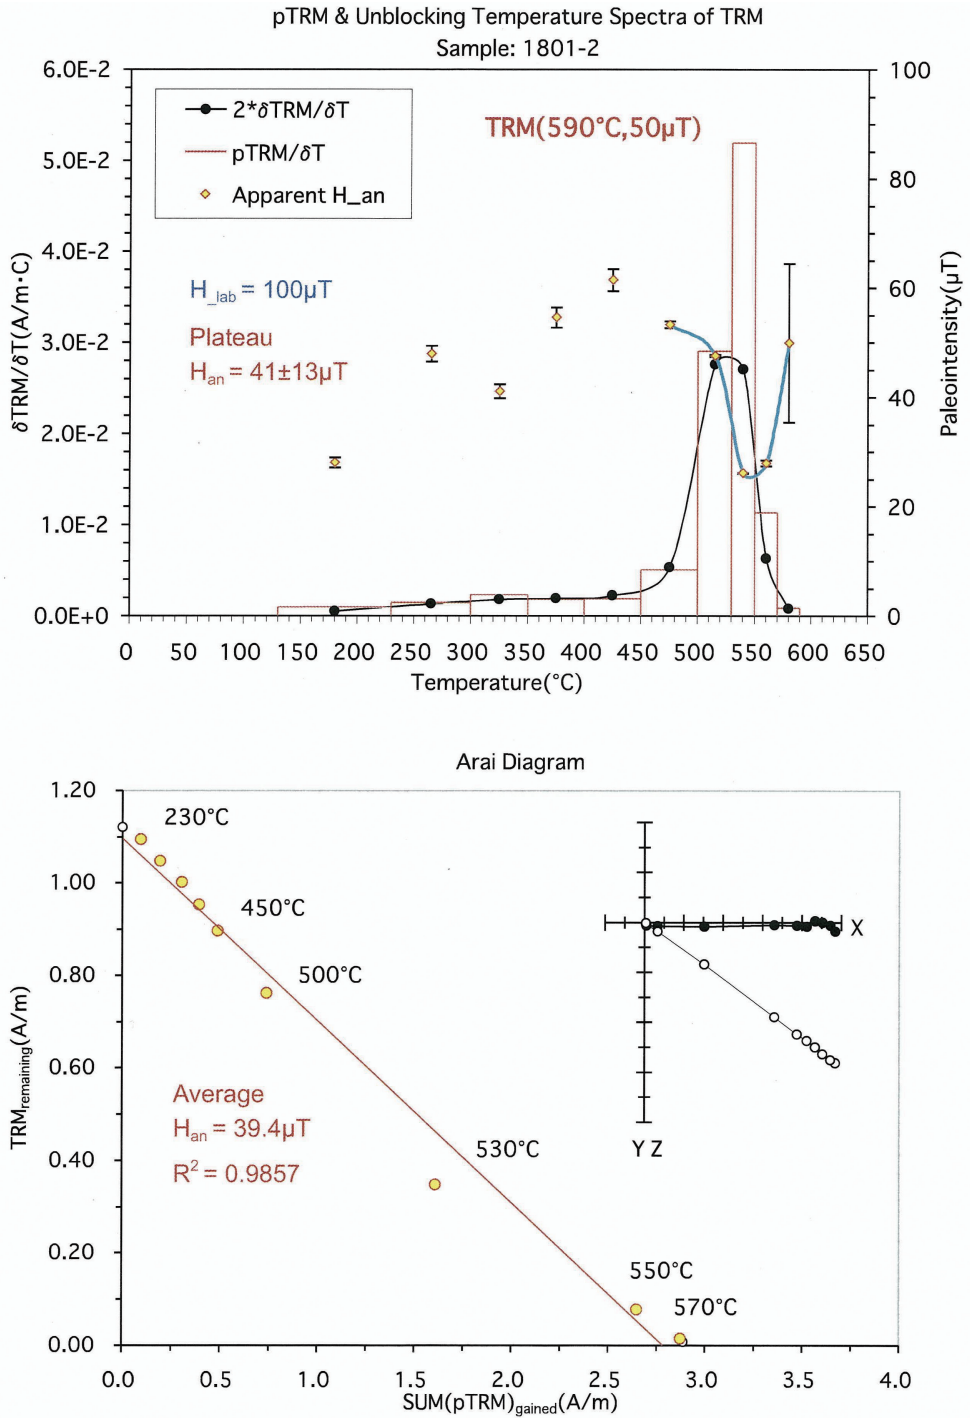 pTRM & Unblocking Temperature Spectra of TRM
Sample: 1801-2
6.0E-2
5.0E-2
4.0E-2
3.0E-2
2.0E-2
1.0E-2
0.0E+0
δTRM/δT(A/m·C)
2*δTRM/δT
pTRM/δT
Apparent H_an
TRM(590°C,50µT)
H_lab = 100µT
Plateau
Han = 41±13µT
100
80
60
40
20
0
Paleointensity(µT)
0 50 100 150 200 250 300 350 400 450 500 550 600 650
Temperature(°C)
Arai Diagram
1.20
1.00
0.80
0.60
0.40
0.20
0.00
TRMremaining(A/m)
230°C
450°C
500°C
530°C
550°C
570°C
Average
Han = 39.4µT
R² = 0.9857
X
Y Z
0.0 0.5 1.0 1.5 2.0 2.5 3.0 3.5 4.0
SUM(pTRM)gained(A/m)